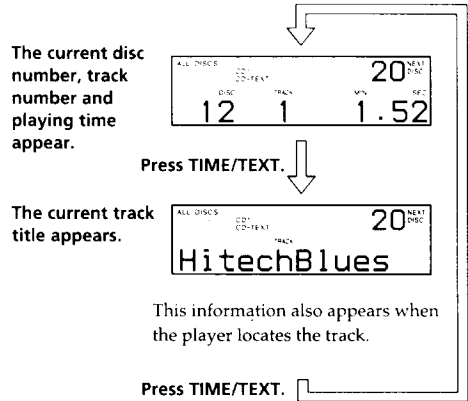 The current disc
number, track
number and
playing time
appear.
ALL DISCS
CD1
CD-TEXT
20 NEXT DISC
DISC TRACK MIN SEC
12 1 1.52
Press TIME/TEXT.
The current track
title appears.
ALL DISCS
CD1
CD-TEXT
20 NEXT DISC
TRACK
HitechBlues
This information also appears when
the player locates the track.
Press TIME/TEXT.